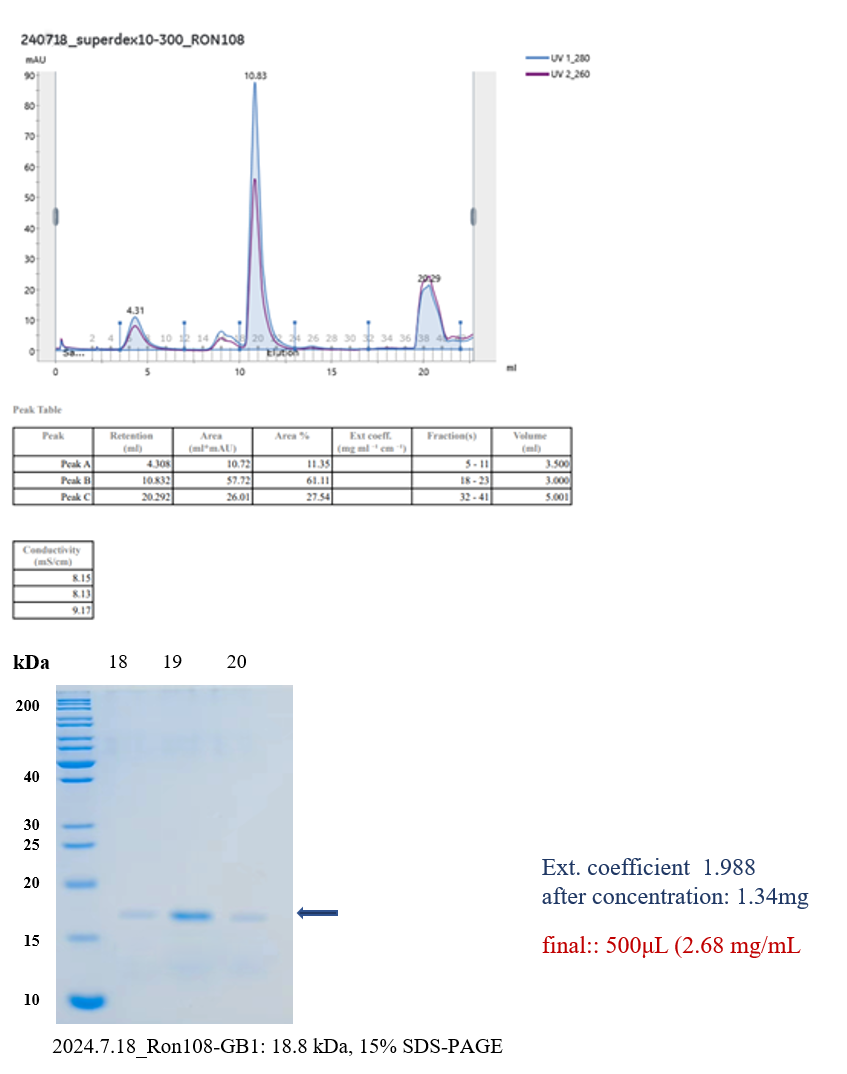 240718_superdex10-300_RON108
mAU
UV 1_280
UV 2_260
90
80
70
60
50
40
30
20
10
0
10.83
4.31
20.29
2 4 8 10 12 14 18 20 22 24 26 28 30 32 34 36 38
Sa... Elution
0 5 10 15 20 ml
Peak Table
Peak Retention (ml) Area (ml*mAU) Area % Ext coeff. (mg ml⁻¹ cm⁻¹) Fraction(s) Volume (ml)
Peak A 4.308 10.72 11.35 5 - 11 3.500
Peak B 10.832 57.72 61.11 18 - 23 3.000
Peak C 20.292 26.01 27.54 32 - 41 5.001
Conductivity
(mS/cm)
8.15
8.13
9.17
kDa 18 19 20
200
40
30
25
20
15
10
Ext. coefficient 1.988
after concentration: 1.34mg
final:: 500µL (2.68 mg/mL
2024.7.18_Ron108-GB1: 18.8 kDa, 15% SDS-PAGE